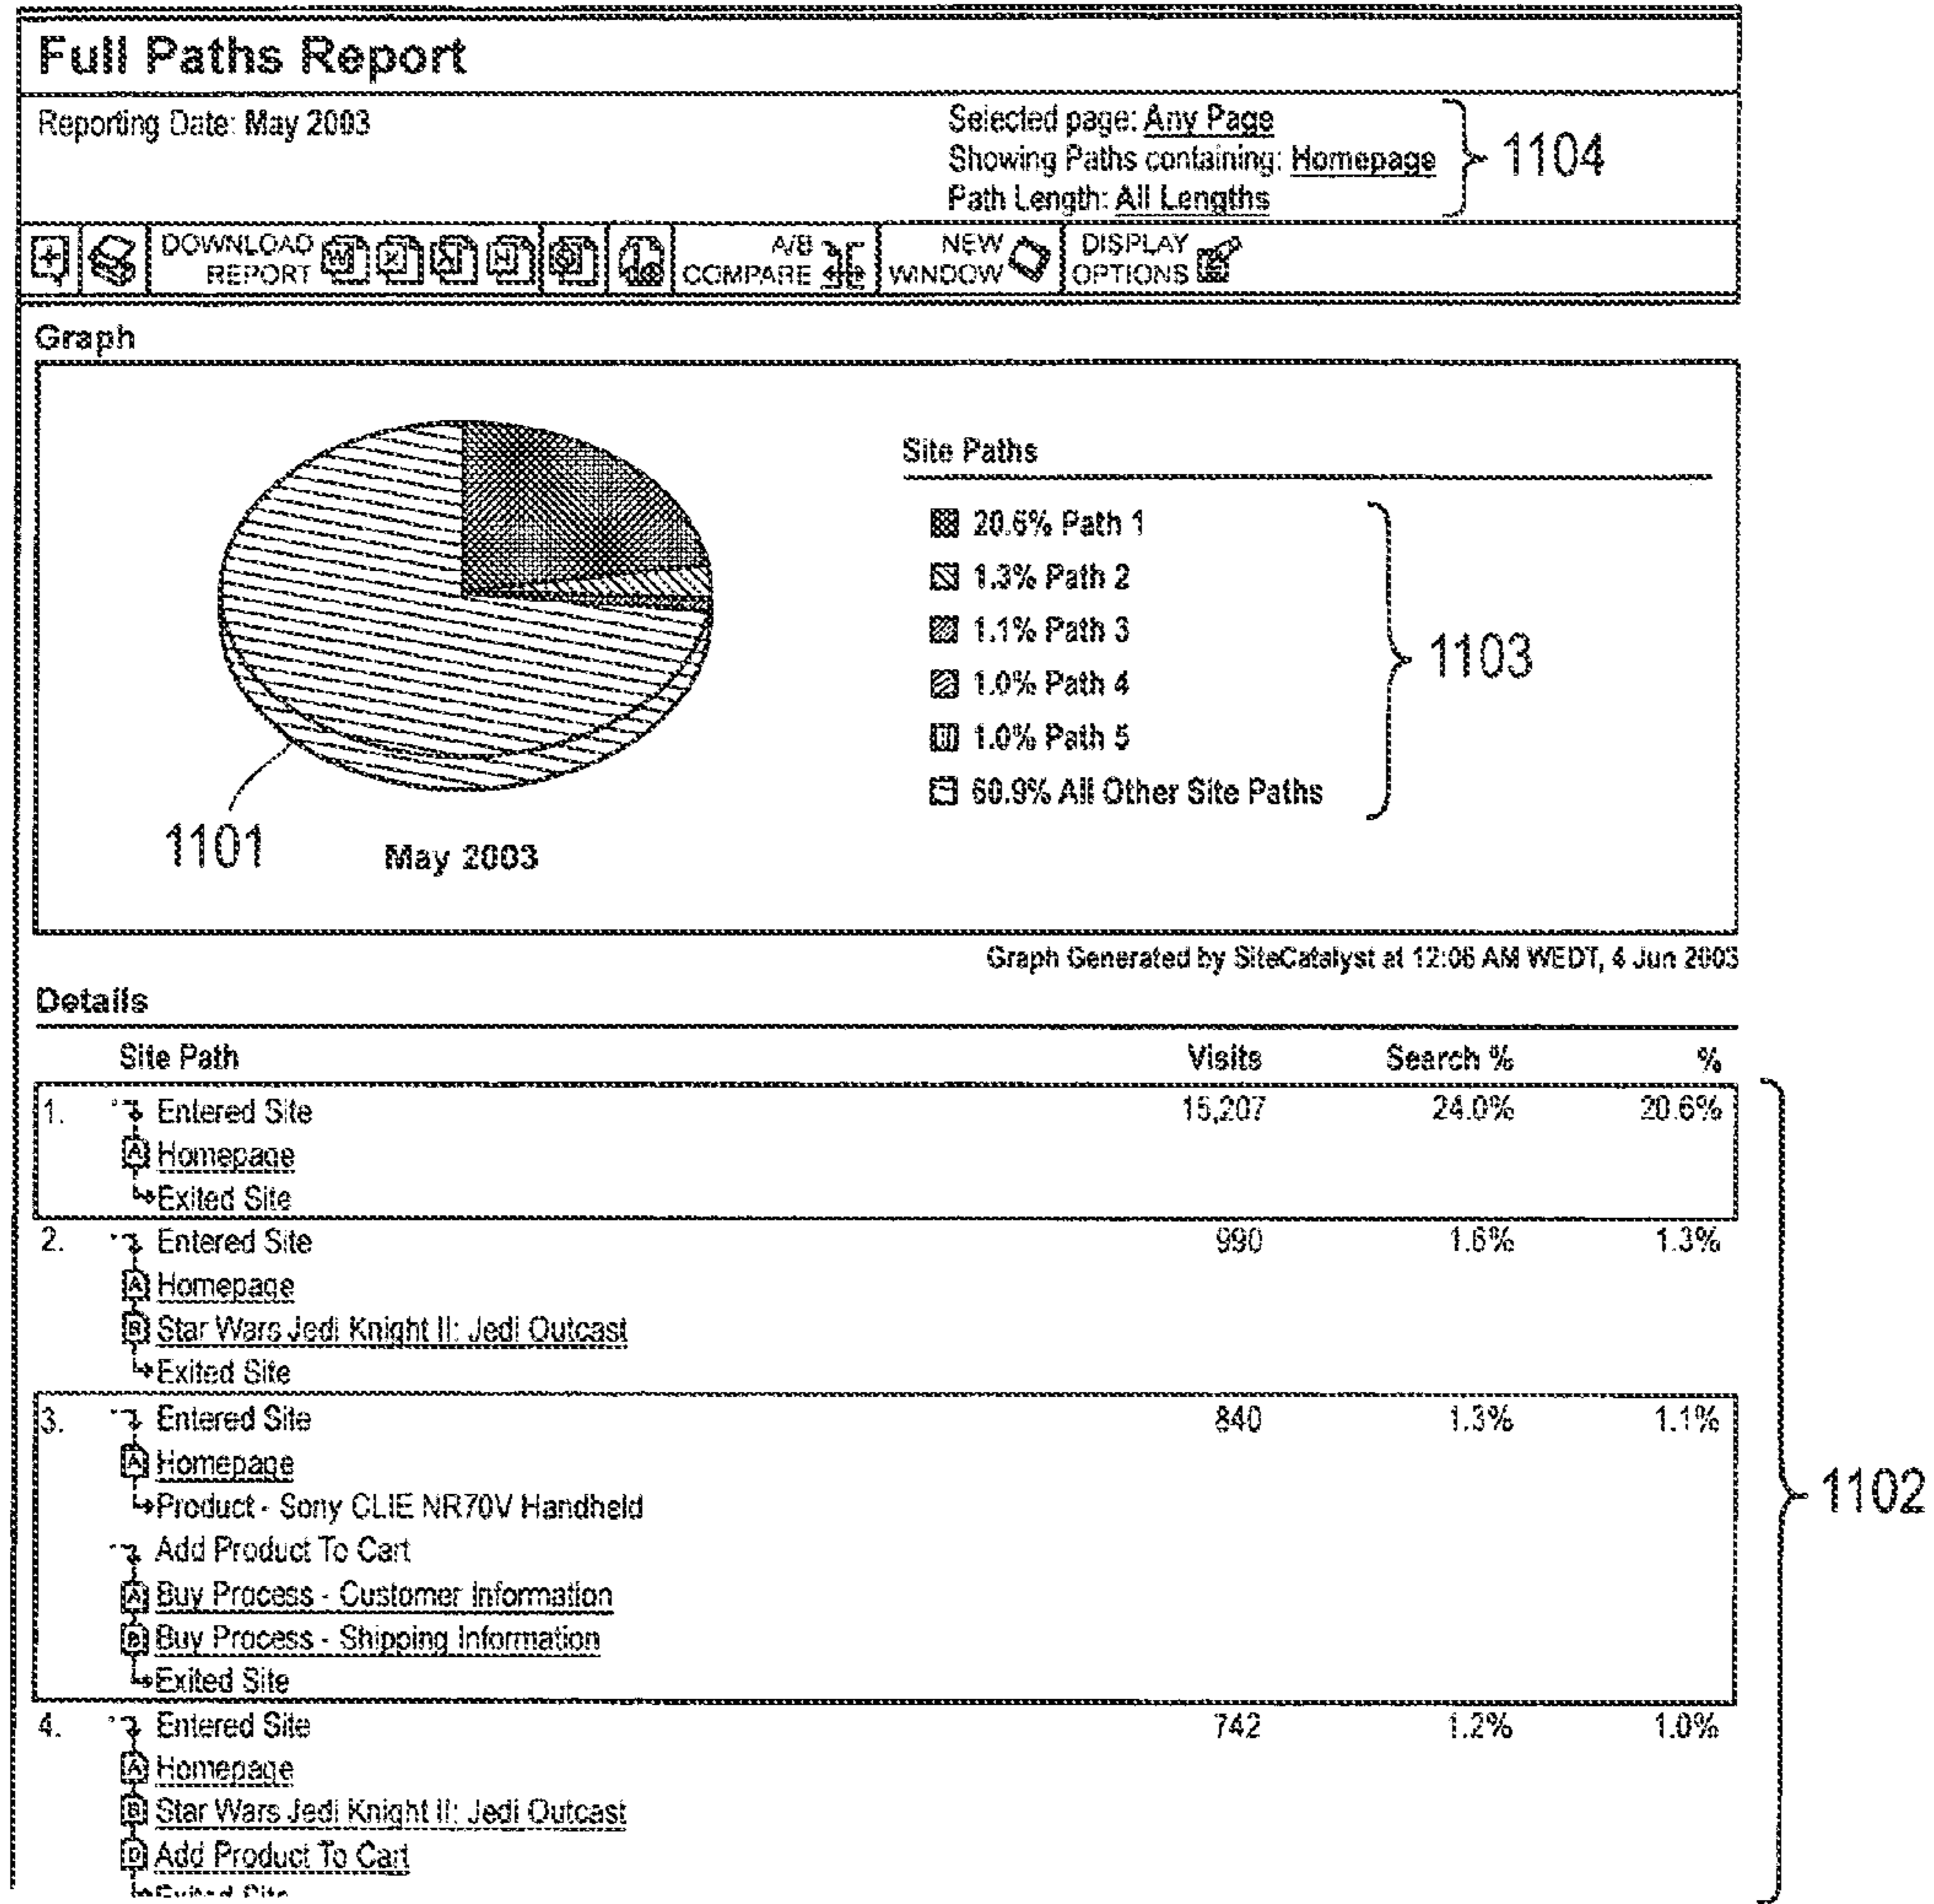 Full Paths Report
Reporting Date: May 2003
Selected page: Any Page
Showing Paths containing: Homepage
Path Length: All Lengths
1104
DOWNLOAD REPORT
A/B COMPARE
NEW WINDOW
DISPLAY OPTIONS
Graph
Site Paths
20.6% Path 1
1.3% Path 2
1.1% Path 3
1.0% Path 4
1.0% Path 5
60.9% All Other Site Paths
1103
1101
May 2003
Graph Generated by SiteCatalyst at 12:06 AM WEDT, 4 Jun 2003
Details
Site Path Visits Search % %
1. Entered Site 15,207 24.0% 20.6%
A Homepage
Exited Site
2. Entered Site 990 1.6% 1.3%
A Homepage
B Star Wars Jedi Knight II: Jedi Outcast
Exited Site
3. Entered Site 840 1.3% 1.1%
A Homepage
Product - Sony CLIE NR70V Handheld
Add Product To Cart
A Buy Process - Customer Information
B Buy Process - Shipping Information
Exited Site
1102
4. Entered Site 742 1.2% 1.0%
A Homepage
B Star Wars Jedi Knight II: Jedi Outcast
D Add Product To Cart
Exited Site